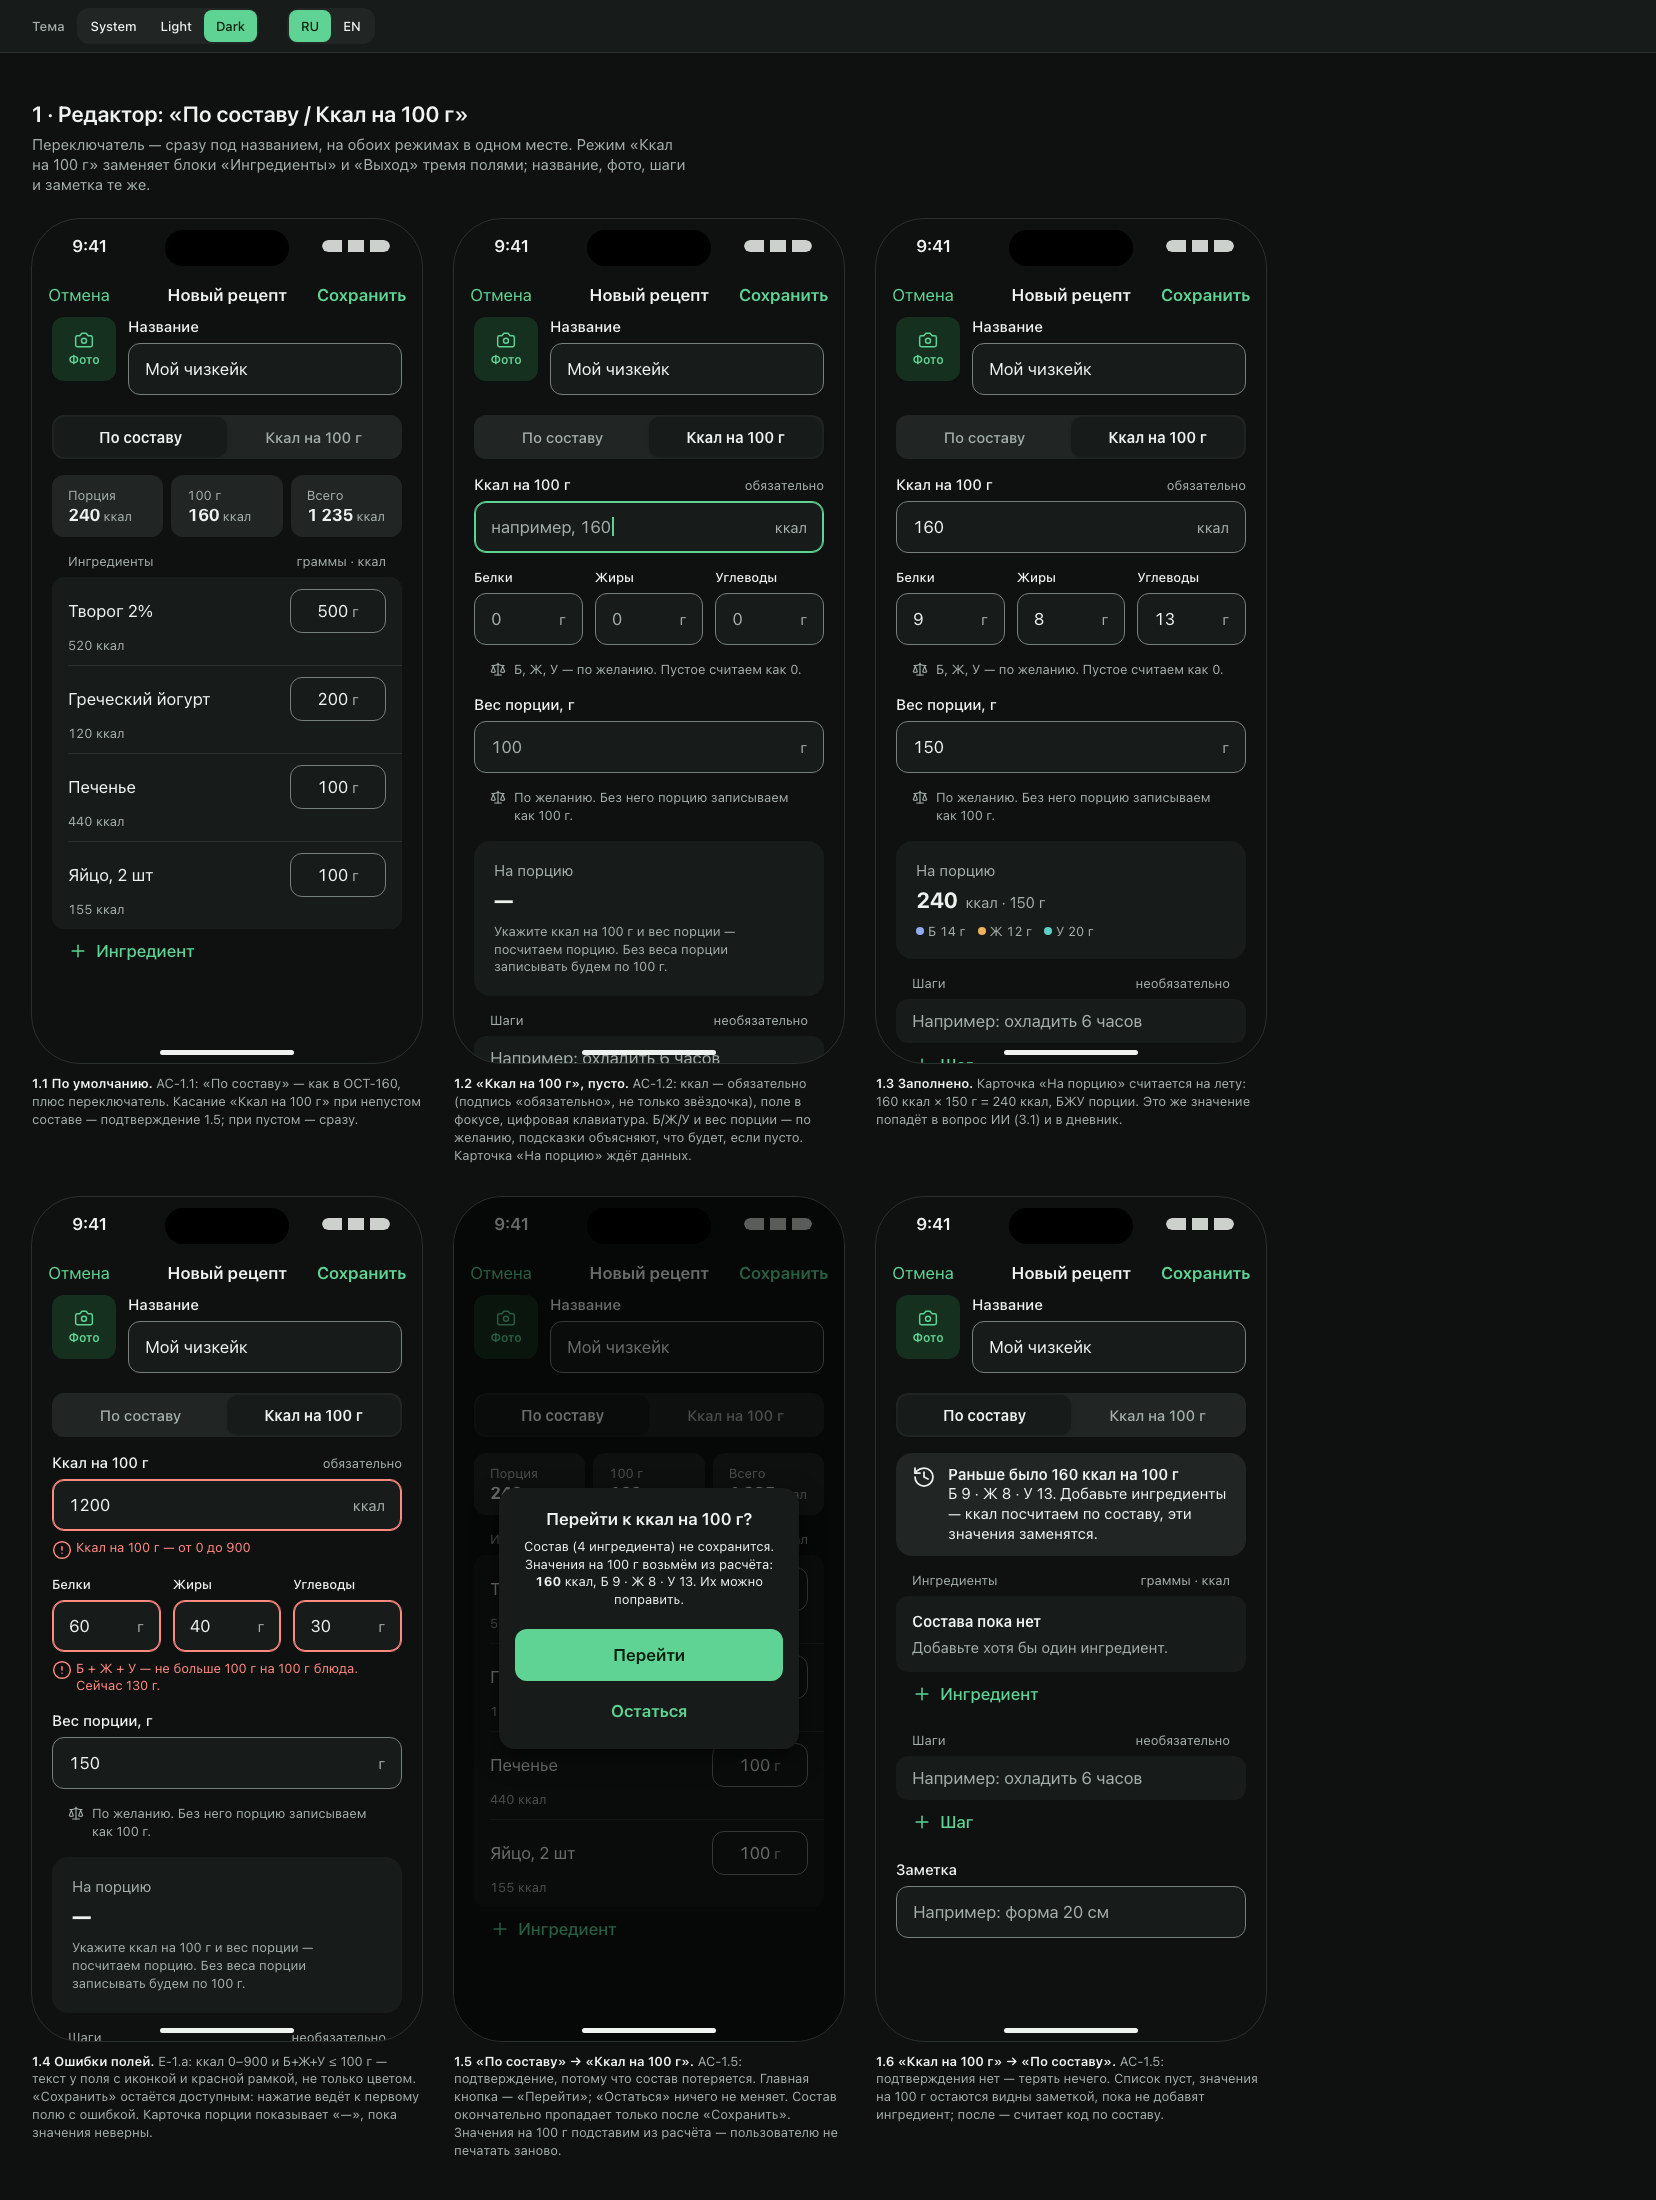 Тема System Light Dark RU EN
1 · Редактор: «По составу / Ккал на 100 г»
Переключатель — сразу под названием, на обоих режимах в одном месте. Режим «Ккал
на 100 г» заменяет блоки «Ингредиенты» и «Выход» тремя полями; название, фото, шаги
и заметка те же.
9:41
Отмена Новый рецепт Сохранить
Фото
Название
Мой чизкейк
По составу Ккал на 100 г
Порция 100 г Всего
240 ккал 160 ккал 1 235 ккал
Ингредиенты граммы · ккал
Творог 2% 500 г
520 ккал
Греческий йогурт 200 г
120 ккал
Печенье 100 г
440 ккал
Яйцо, 2 шт 100 г
155 ккал
+ Ингредиент
1.1 По умолчанию. AC-1.1: «По составу» — как в ОСТ-160,
плюс переключатель. Касание «Ккал на 100 г» при непустом
составе — подтверждение 1.5; при пустом — сразу.
9:41
Отмена Новый рецепт Сохранить
Фото
Название
Мой чизкейк
По составу Ккал на 100 г
Ккал на 100 г обязательно
например, 160 ккал
Белки Жиры Углеводы
0 г 0 г 0 г
Б, Ж, У — по желанию. Пустое считаем как 0.
Вес порции, г
100 г
По желанию. Без него порцию записываем
как 100 г.
На порцию
—
Укажите ккал на 100 г и вес порции —
посчитаем порцию. Без веса порции
записывать будем по 100 г.
Шаги необязательно
Например: охладить 6 часов
1.2 «Ккал на 100 г», пусто. AC-1.2: ккал — обязательно
(подпись «обязательно», не только звёздочка), поле в
фокусе, цифровая клавиатура. Б/Ж/У и вес порции — по
желанию, подсказки объясняют, что будет, если пусто.
Карточка «На порцию» ждёт данных.
9:41
Отмена Новый рецепт Сохранить
Фото
Название
Мой чизкейк
По составу Ккал на 100 г
Ккал на 100 г обязательно
160 ккал
Белки Жиры Углеводы
9 г 8 г 13 г
Б, Ж, У — по желанию. Пустое считаем как 0.
Вес порции, г
150 г
По желанию. Без него порцию записываем
как 100 г.
На порцию
240 ккал · 150 г
Б 14 г Ж 12 г У 20 г
Шаги необязательно
Например: охладить 6 часов
+ Шаг
1.3 Заполнено. Карточка «На порцию» считается на лету:
160 ккал × 150 г = 240 ккал, БЖУ порции. Это же значение
попадёт в вопрос ИИ (3.1) и в дневник.
9:41
Отмена Новый рецепт Сохранить
Фото
Название
Мой чизкейк
По составу Ккал на 100 г
Ккал на 100 г обязательно
1200 ккал
Ккал на 100 г — от 0 до 900
Белки Жиры Углеводы
60 г 40 г 30 г
Б + Ж + У — не больше 100 г на 100 г блюда.
Сейчас 130 г.
Вес порции, г
150 г
По желанию. Без него порцию записываем
как 100 г.
На порцию
—
Укажите ккал на 100 г и вес порции —
посчитаем порцию. Без веса порции
записывать будем по 100 г.
Шаги необязательно
1.4 Ошибки полей. E-1.a: ккал 0–900 и Б+Ж+У ≤ 100 г —
текст у поля с иконкой и красной рамкой, не только цветом.
«Сохранить» остаётся доступным: нажатие ведёт к первому
полю с ошибкой. Карточка порции показывает «—», пока
значения неверны.
9:41
Отмена Новый рецепт Сохранить
Фото
Название
Мой чизкейк
По составу Ккал на 100 г
Порция 100 г Всего
Перейти к ккал на 100 г?
Состав (4 ингредиента) не сохранится.
Значения на 100 г возьмём из расчёта:
160 ккал, Б 9 · Ж 8 · У 13. Их можно
поправить.
Перейти
Остаться
Печенье 100 г
440 ккал
Яйцо, 2 шт 100 г
155 ккал
+ Ингредиент
1.5 «По составу» → «Ккал на 100 г». AC-1.5:
подтверждение, потому что состав потеряется. Главная
кнопка — «Перейти»; «Остаться» ничего не меняет. Состав
окончательно пропадает только после «Сохранить».
Значения на 100 г подставим из расчёта — пользователю не
печатать заново.
9:41
Отмена Новый рецепт Сохранить
Фото
Название
Мой чизкейк
По составу Ккал на 100 г
Раньше было 160 ккал на 100 г
Б 9 · Ж 8 · У 13. Добавьте ингредиенты
— ккал посчитаем по составу, эти
значения заменятся.
Ингредиенты граммы · ккал
Состава пока нет
Добавьте хотя бы один ингредиент.
+ Ингредиент
Шаги необязательно
Например: охладить 6 часов
+ Шаг
Заметка
Например: форма 20 см
1.6 «Ккал на 100 г» → «По составу». AC-1.5:
подтверждения нет — терять нечего. Список пуст, значения
на 100 г остаются видны заметкой, пока не добавят
ингредиент; после — считает код по составу.